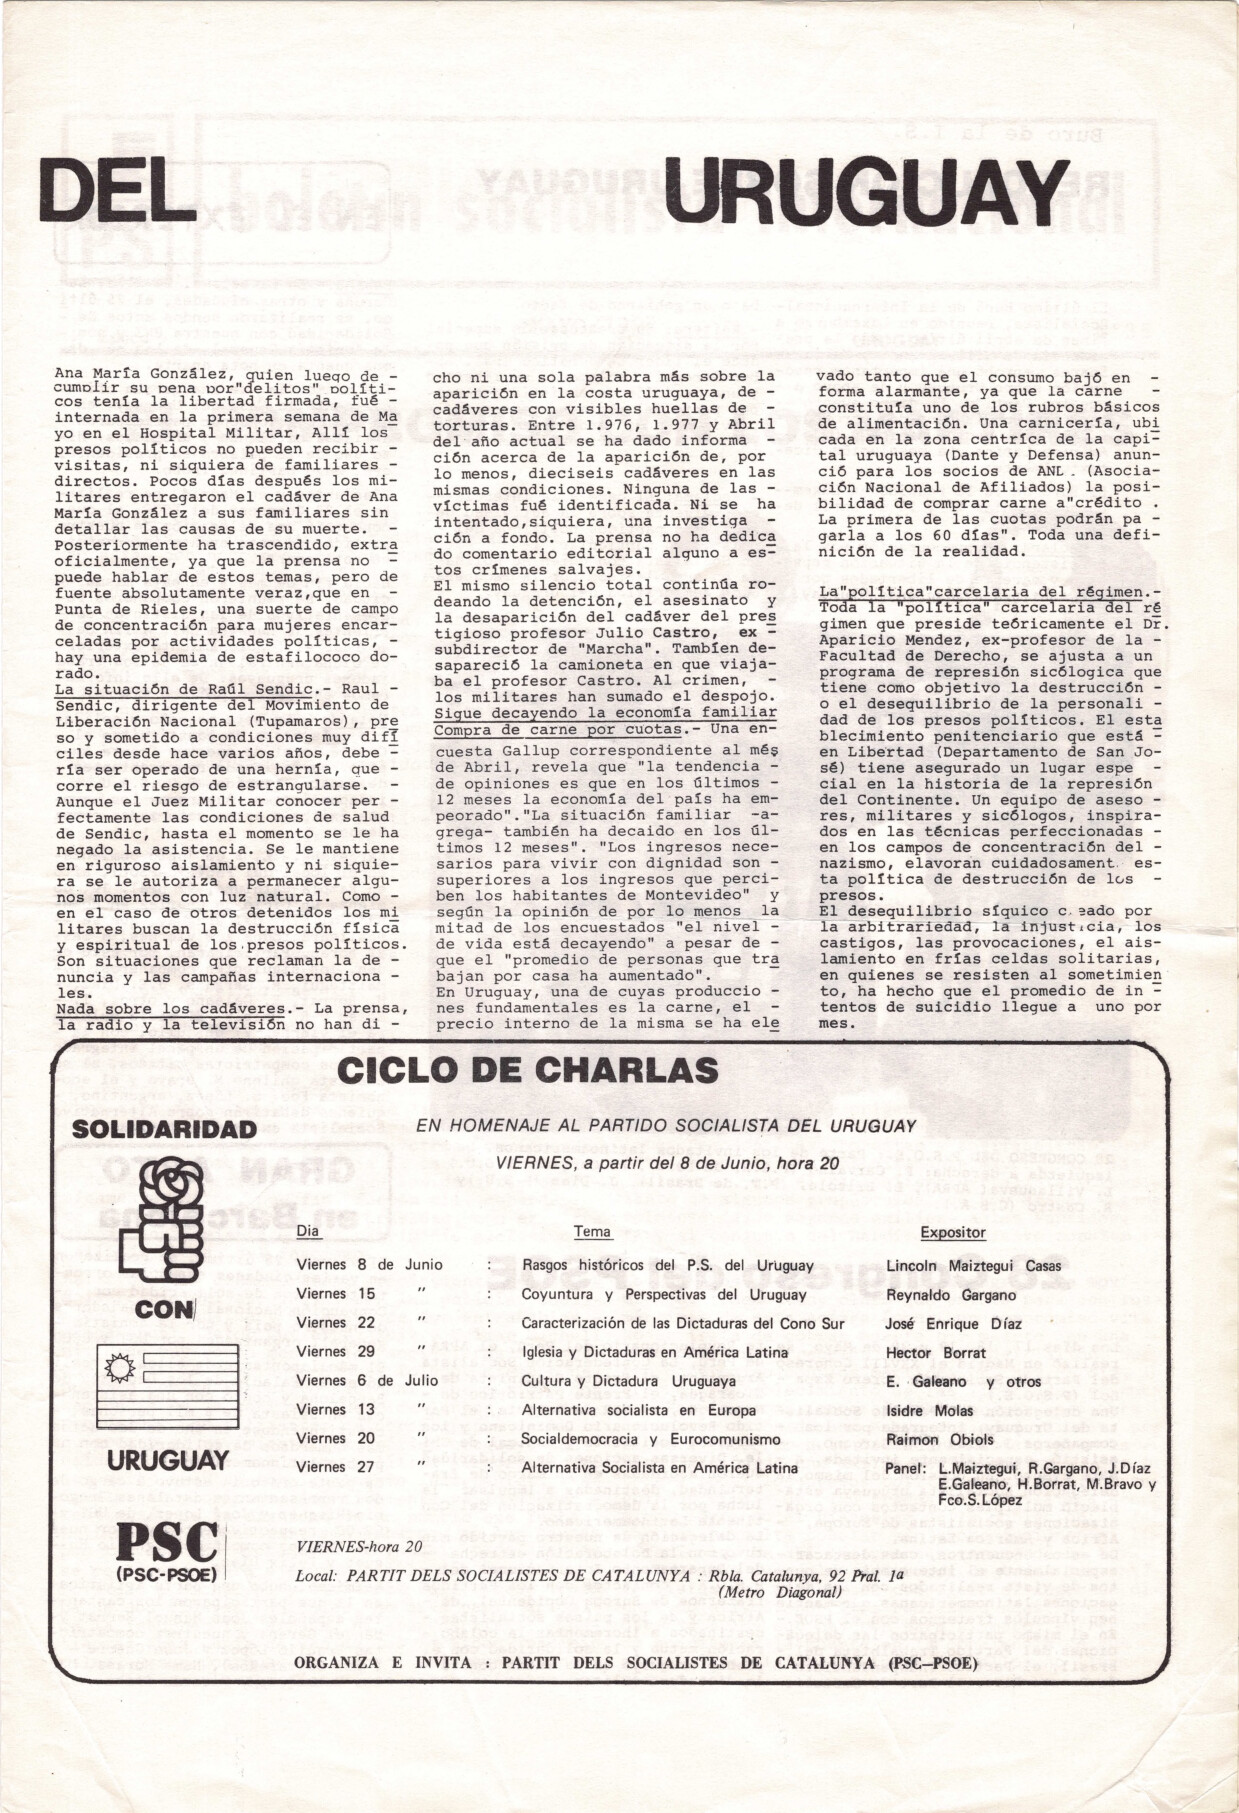 DEL URUGUAY
Ana María González, quien luego de -
cumplir su pena por"delitos" políti-
cos tenía la libertad firmada, fué -
internada en la primera semana de Ma
yo en el Hospital Militar, Allí los -
presos políticos no pueden recibir -
visitas, ni siquiera de familiares -
directos. Pocos días después los mi-
litares entregaron el cadáver de Ana
María González a sus familiares sin
detallar las causas de su muerte. -
Posteriormente ha trascendido, extra
oficialmente, ya que la prensa no -
puede hablar de estos temas, pero de
fuente absolutamente veraz,que en -
Punta de Rieles, una suerte de campo
de concentración para mujeres encar-
celadas por actividades políticas, -
hay una epidemia de estafilococo do-
rado.
La situación de Raúl Sendic.- Raul -
Sendic, dirigente del Movimiento de
Liberación Nacional (Tupamaros), pre
so y sometido a condiciones muy difí
ciles desde hace varios años, debe -
ría ser operado de una hernía, que -
corre el riesgo de estrangularse. -
Aunque el Juez Militar conocer per -
fectamente las condiciones de salud
de Sendic, hasta el momento se le ha
negado la asistencia. Se le mantiene
en riguroso aislamiento y ni siquie-
ra se le autoriza a permanecer algu-
nos momentos con luz natural. Como -
en el caso de otros detenidos los mi
litares buscan la destrucción física
y espiritual de los presos políticos.
Son situaciones que reclaman la de -
nuncia y las campañas internaciona -
les.
Nada sobre los cadáveres.- La prensa,
la radio y la televisión no han di -
cho ni una sola palabra más sobre la
aparición en la costa uruguaya, de -
cadáveres con visibles huellas de -
torturas. Entre 1.976, 1.977 y Abril
del año actual se ha dado informa -
ción acerca de la aparición de, por
lo menos, dieciseis cadáveres en las
mismas condiciones. Ninguna de las -
víctimas fué identificada. Ni se ha
intentado,siquiera, una investiga -
ción a fondo. La prensa no ha dedica
do comentario editorial alguno a es-
tos crímenes salvajes.
El mismo silencio total continúa ro-
deando la detención, el asesinato y
la desaparición del cadáver del pres
tigioso profesor Julio Castro, ex -
subdirector de "Marcha". También de-
sapareció la camioneta en que viaja-
ba el profesor Castro. Al crimen, -
los militares han sumado el despojo.
Sigue decayendo la economía familiar
Compra de carne por cuotas.- Una en-
cuesta Gallup correspondiente al més
de Abril, revela que "la tendencia -
de opiniones es que en los últimos -
12 meses la economía del país ha em-
peorado"."La situación familiar -a-
grega- también ha decaido en los úl-
timos 12 meses". "Los ingresos nece-
sarios para vivir con dignidad son -
superiores a los ingresos que perci-
ben los habitantes de Montevideo" y
según la opinión de por lo menos la
mitad de los encuestados "el nivel -
de vida está decayendo" a pesar de -
que el "promedio de personas que tra
bajan por casa ha aumentado".
En Uruguay, una de cuyas produccio -
nes fundamentales es la carne, el -
precio interno de la misma se ha ele
vado tanto que el consumo bajó en -
forma alarmante, ya que la carne -
constituía uno de los rubros básicos
de alimentación. Una carnicería, ubi
cada en la zona centríca de la capi-
tal uruguaya (Dante y Defensa) anun-
ció para los socios de ANL . (Asocia-
ción Nacional de Afiliados) la posi-
bilidad de comprar carne a"crédito .
La primera de las cuotas podrán pa -
garla a los 60 días". Toda una defi-
nición de la realidad.
La"política"carcelaria del régimen.-
Toda la "política" carcelaria del ré
gimen que preside teóricamente el Dr.
Aparicio Mendez, ex-profesor de la -
Facultad de Derecho, se ajusta a un
programa de represión sicólogica que
tiene como objetivo la destrucción -
o el desequilibrio de la personali -
dad de los presos políticos. El esta
blecimiento penitenciario que está -
en Libertad (Departamento de San Jo-
sé) tiene asegurado un lugar espe -
cial en la historia de la represión
del Continente. Un equipo de aseso -
res, militares y sicólogos, inspira-
dos en las técnicas perfeccionadas -
en los campos de concentración del -
nazismo, elavoran cuidadosament es-
ta política de destrucción de los -
presos.
El desequilibrio síquico c eado por
la arbitrariedad, la injusticia, los
castigos, las provocaciones, el ais-
lamiento en frías celdas solitarias,
en quienes se resisten al sometimien
to, ha hecho que el promedio de in -
tentos de suicidio llegue a uno por
mes.
CICLO DE CHARLAS
EN HOMENAJE AL PARTIDO SOCIALISTA DEL URUGUAY
VIERNES, a partir del 8 de Junio, hora 20
SOLIDARIDAD
CON
URUGUAY
PSC
(PSC-PSOE)
Dia Tema Expositor
Viernes 8 de Junio : Rasgos históricos del P.S. del Uruguay Lincoln Maiztegui Casas
Viernes 15 " : Coyuntura y Perspectivas del Uruguay Reynaldo Gargano
Viernes 22 " : Caracterización de las Dictaduras del Cono Sur José Enrique Díaz
Viernes 29 " : Iglesia y Dictaduras en América Latina Hector Borrat
Viernes 6 de Julio : Cultura y Dictadura Uruguaya E. Galeano y otros
Viernes 13 " : Alternativa socialista en Europa Isidre Molas
Viernes 20 " : Socialdemocracia y Eurocomunismo Raimon Obiols
Viernes 27 " : Alternativa Socialista en América Latina Panel: L.Maiztegui, R.Gargano, J.Díaz
E.Galeano, H.Borrat, M.Bravo y
Fco.S.López
VIERNES-hora 20
Local: PARTIT DELS SOCIALISTES DE CATALUNYA : Rbla. Catalunya, 92 Pral. 1ª
(Metro Diagonal)
ORGANIZA E INVITA : PARTIT DELS SOCIALISTES DE CATALUNYA (PSC–PSOE)